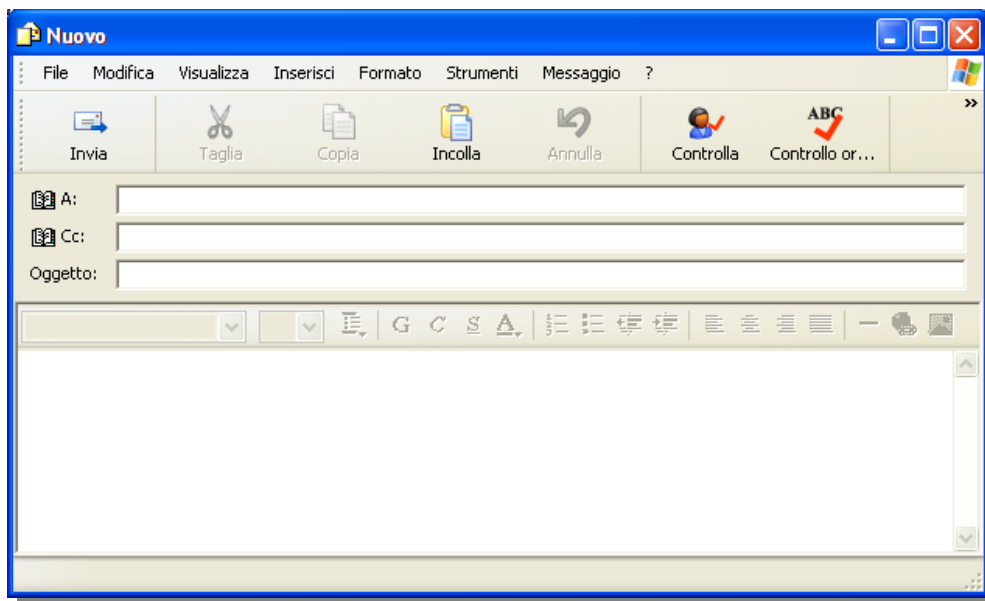 Nuovo
File Modifica Visualizza Inserisci Formato Strumenti Messaggio ?
ABC
Invia Taglia Copia Incolla Annulla Controlla Controllo or...
A:
Cc:
Oggetto:
G C S A